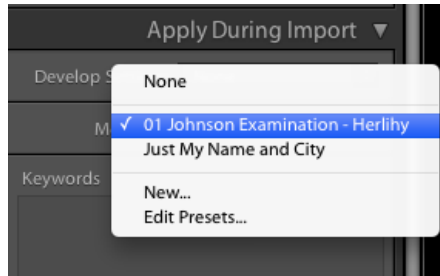 Apply During Import ▼
Develop S
None
M ✓ 01 Johnson Examination - Herlihy
Just My Name and City
Keywords
New...
Edit Presets...